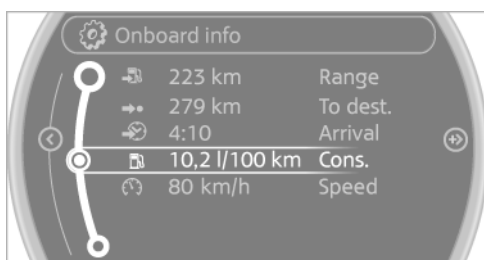 Onboard info
223 km Range
279 km To dest.
4:10 Arrival
10,2 l/100 km Cons.
80 km/h Speed